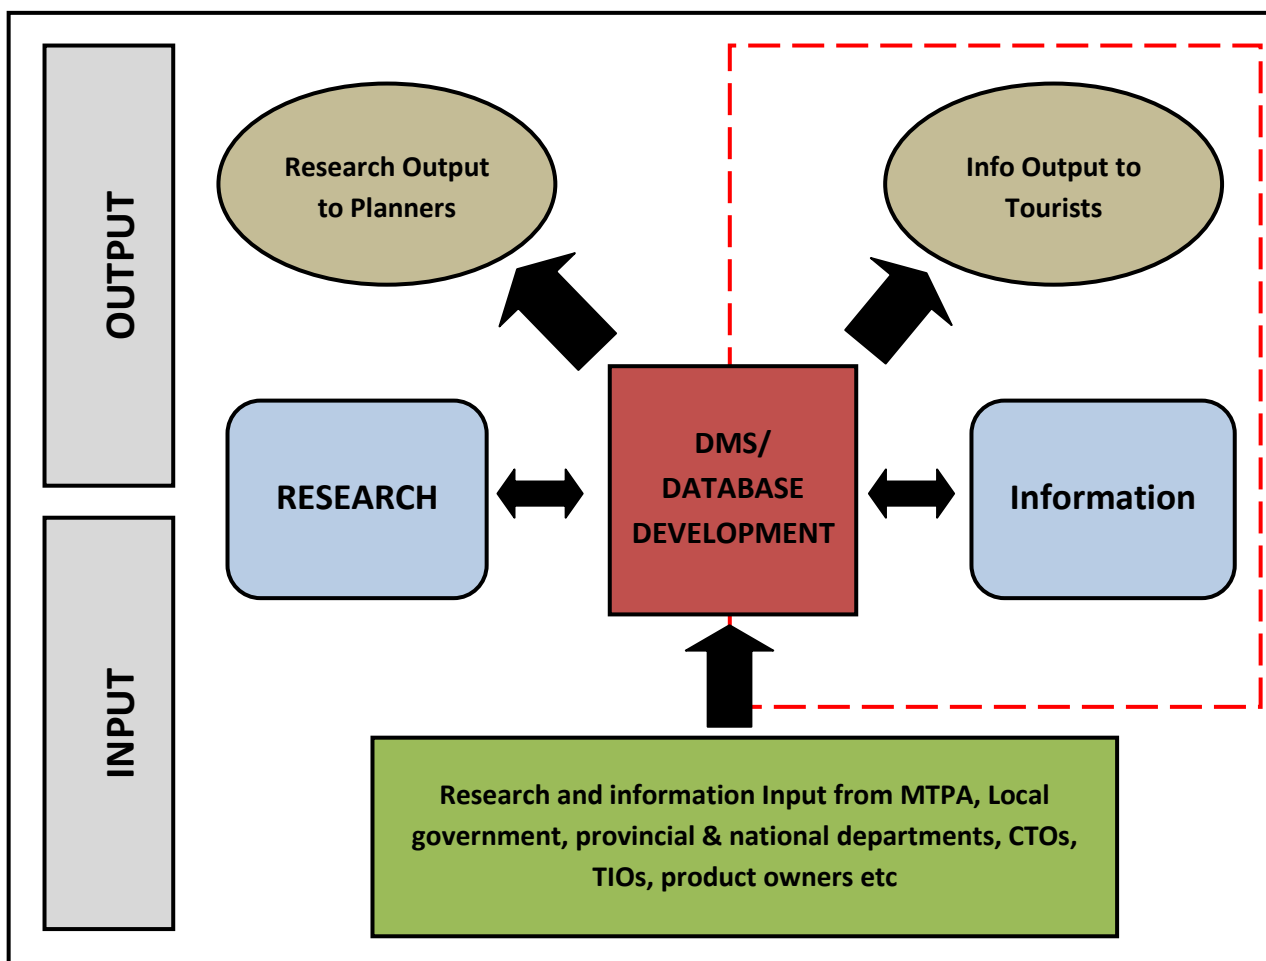 OUTPUT
Research Output
to Planners
Info Output to
Tourists
RESEARCH
DMS/
DATABASE
DEVELOPMENT
Information
INPUT
Research and information Input from MTPA, Local
government, provincial & national departments, CTOs,
TIOs, product owners etc